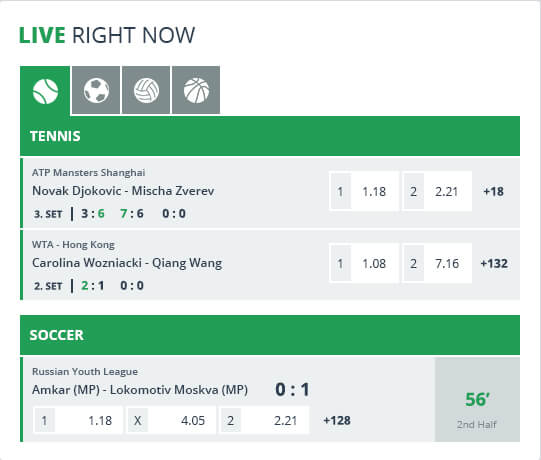 LIVE RIGHT NOW
TENNIS
ATP Mansters Shanghai
Novak Djokovic - Mischa Zverev
3. SET | 3 : 6 7 : 6 0 : 0
1 1.18 2 2.21 +18
WTA - Hong Kong
Carolina Wozniacki - Qiang Wang
2. SET | 2 : 1 0 : 0
1 1.08 2 7.16 +132
SOCCER
Russian Youth League
Amkar (MP) - Lokomotiv Moskva (MP) 0 : 1
1 1.18 X 4.05 2 2.21 +128
56’
2nd Half